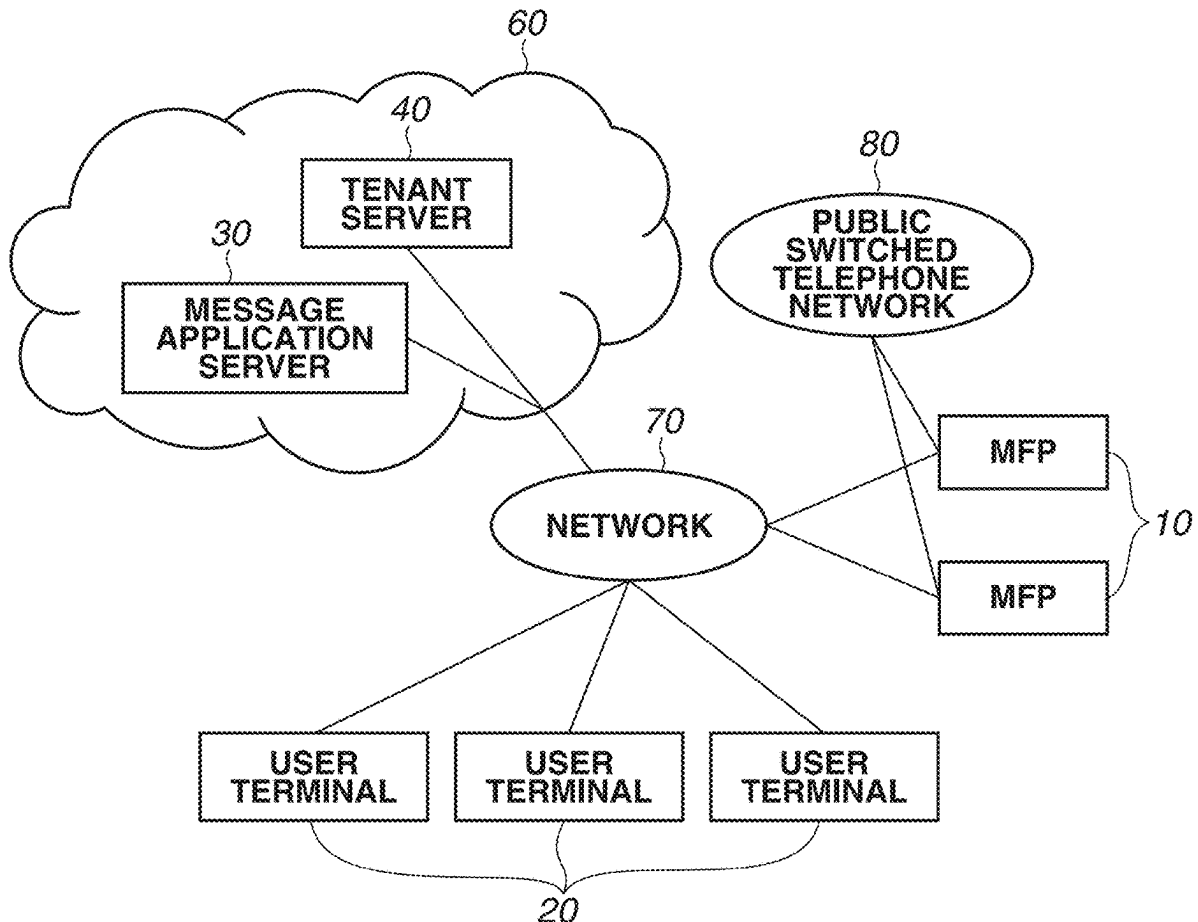 60
40
TENANT
SERVER
80
PUBLIC
SWITCHED
TELEPHONE
NETWORK
30
MESSAGE
APPLICATION
SERVER
70
NETWORK
MFP
10
MFP
USER
TERMINAL
USER
TERMINAL
USER
TERMINAL
20